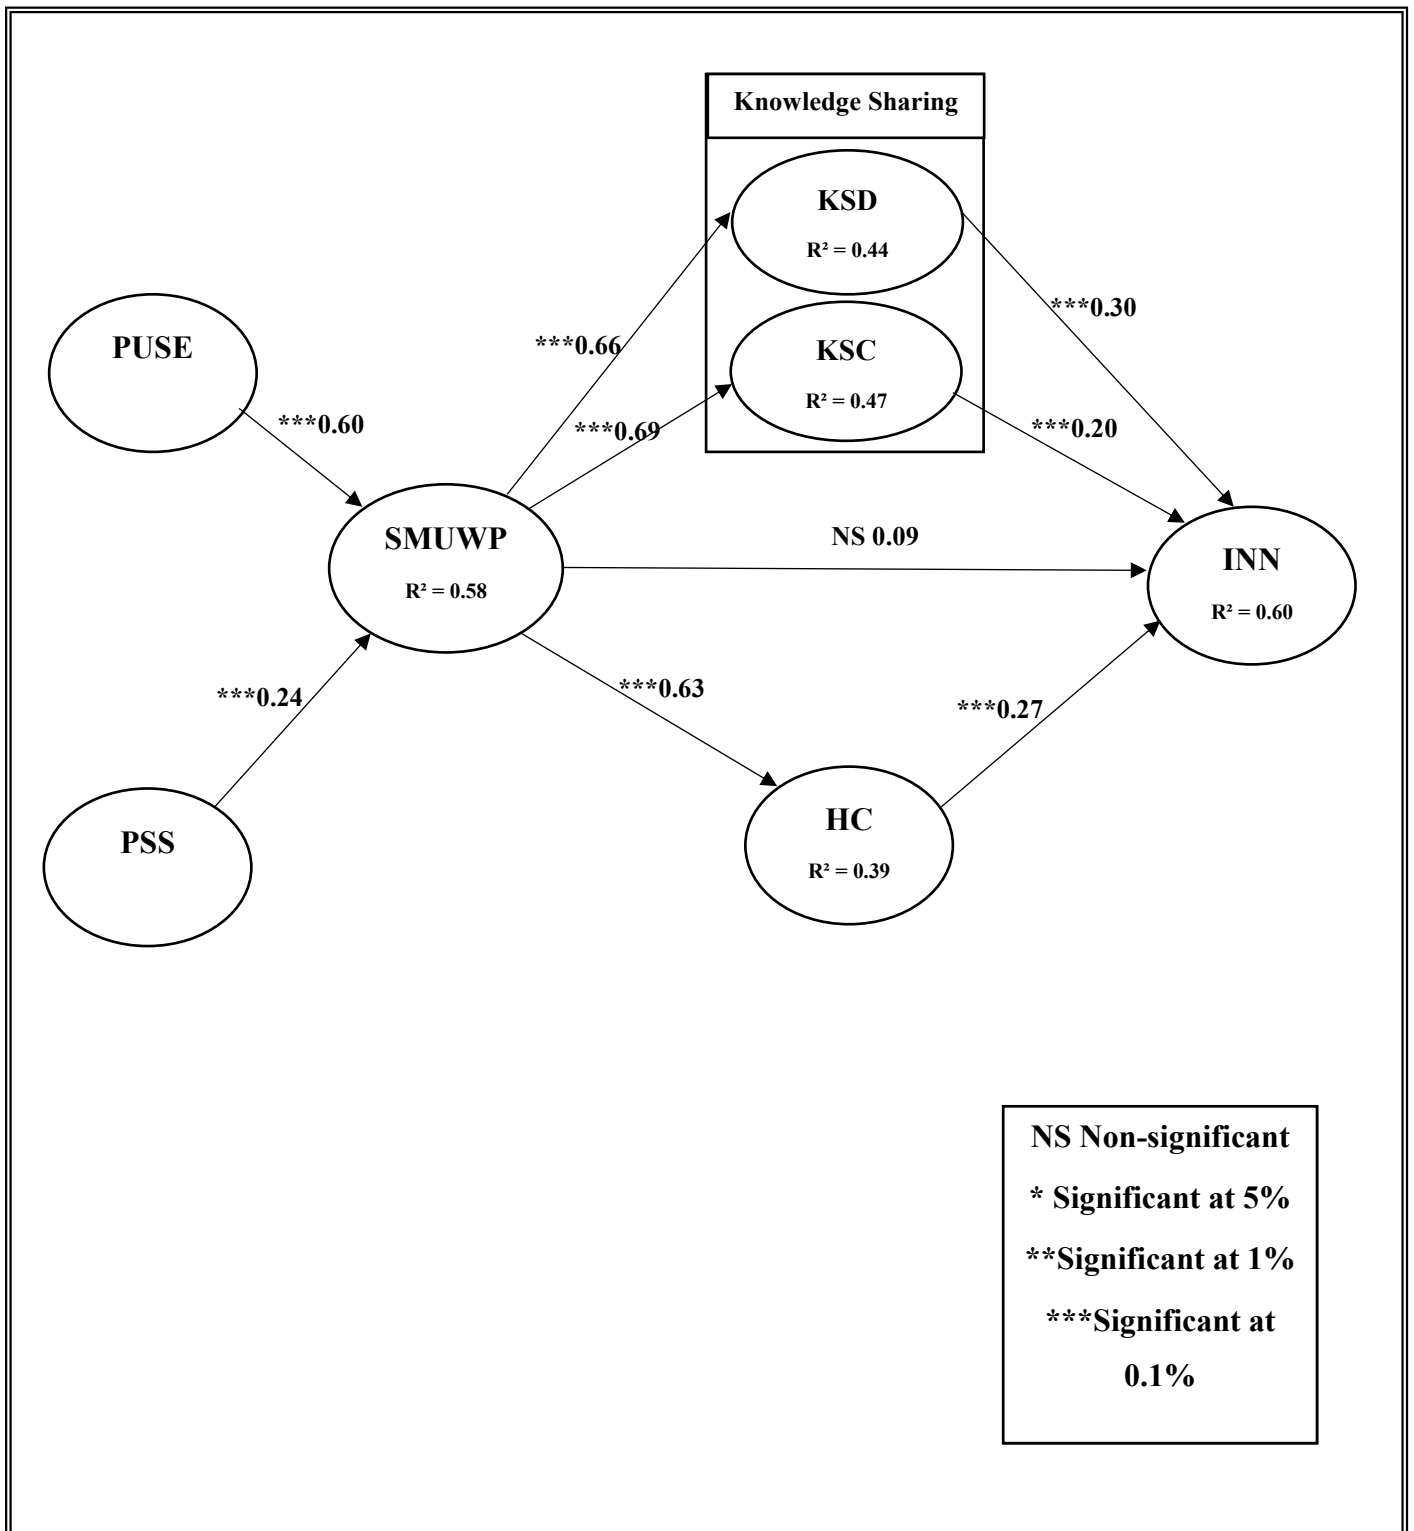 Knowledge Sharing
KSD
R² = 0.44
***0.30
PUSE
***0.66
KSC
R² = 0.47
***0.60
***0.69
***0.20
SMUWP
R² = 0.58
NS 0.09
INN
R² = 0.60
***0.24
***0.63
***0.27
PSS
HC
R² = 0.39
NS Non-significant
* Significant at 5%
**Significant at 1%
***Significant at
0.1%